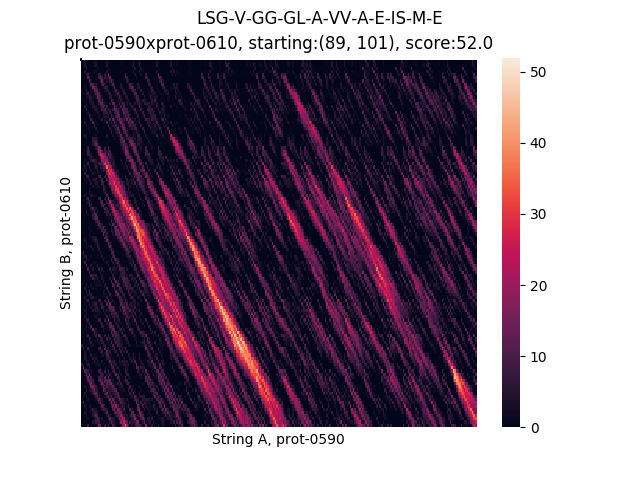 LSG-V-GG-GL-A-VV-A-E-IS-M-E
prot-0590xprot-0610, starting:(89, 101), score:52.0
String B, prot-0610
String A, prot-0590
50
40
30
20
10
0